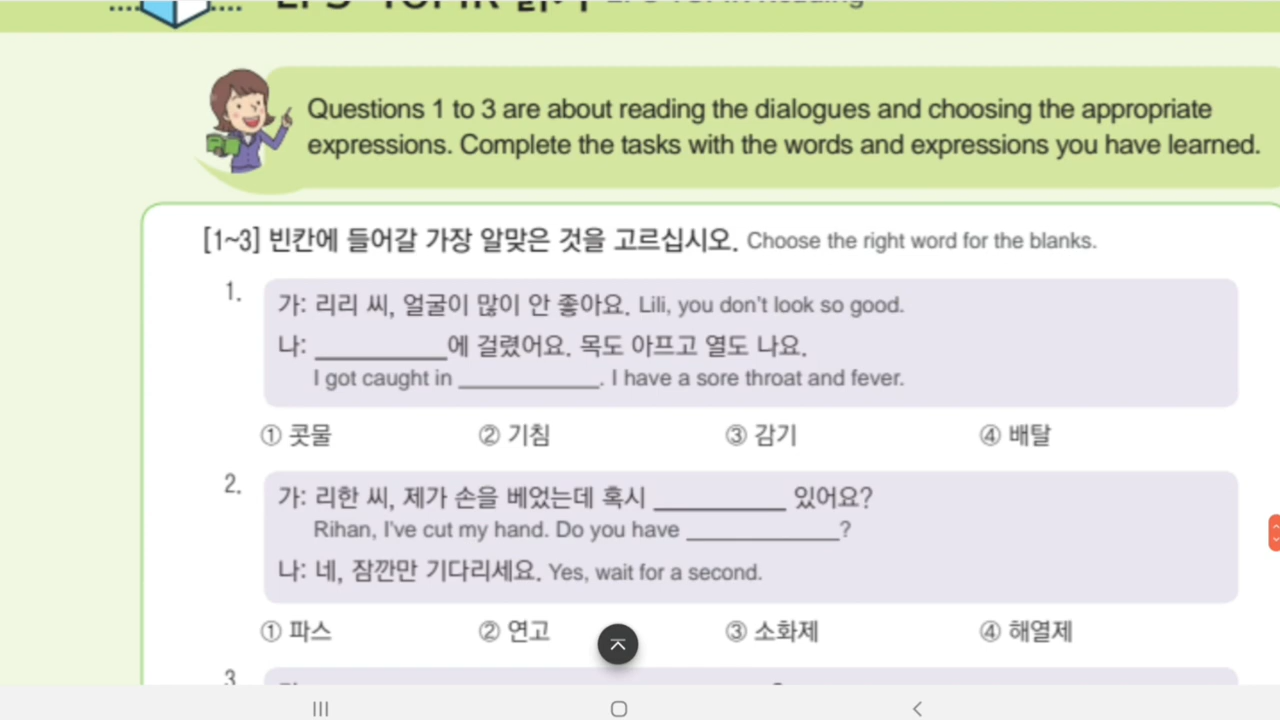 Questions 1 to 3 are about reading the dialogues and choosing the appropriate
expressions. Complete the tasks with the words and expressions you have learned.
[1~3] 빈칸에 들어갈 가장 알맞은 것을 고르십시오. Choose the right word for the blanks.
1.
가: 리리 씨, 얼굴이 많이 안 좋아요. Lili, you don't look so good.
나: __________에 걸렸어요. 목도 아프고 열도 나요.
I got caught in ____________. I have a sore throat and fever.
① 콧물 ② 기침 ③ 감기 ④ 배탈
2.
가: 리한 씨, 제가 손을 베었는데 혹시 __________ 있어요?
Rihan, I've cut my hand. Do you have _____________?
나: 네, 잠깐만 기다리세요. Yes, wait for a second.
① 파스 ② 연고 ③ 소화제 ④ 해열제
3